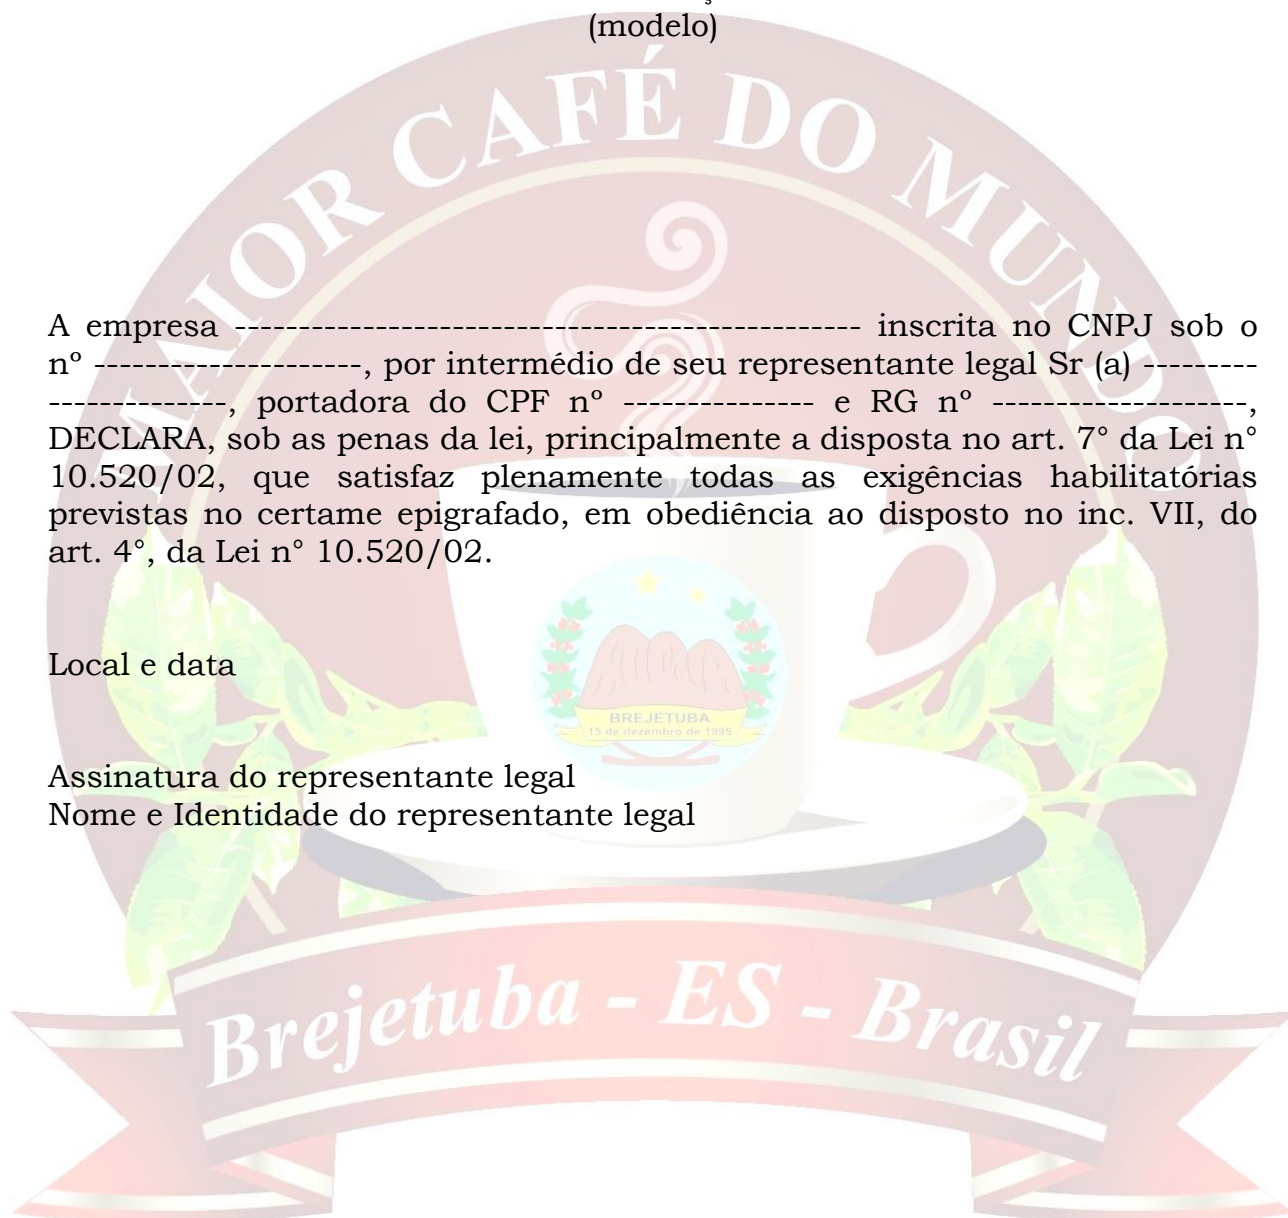 (modelo)
MAIOR CAFÉ DO MUNDO
A empresa ------------------------------------------------- inscrita no CNPJ sob o
nº ---------------------, por intermédio de seu representante legal Sr (a) ---------
--------------, portadora do CPF nº --------------- e RG nº --------------------,
DECLARA, sob as penas da lei, principalmente a disposta no art. 7° da Lei n°
10.520/02, que satisfaz plenamente todas as exigências habilitatórias
previstas no certame epigrafado, em obediência ao disposto no inc. VII, do
art. 4°, da Lei n° 10.520/02.
Local e data
BREJETUBA
15 de dezembro de 1995
Assinatura do representante legal
Nome e Identidade do representante legal
Brejetuba - ES - Brasil